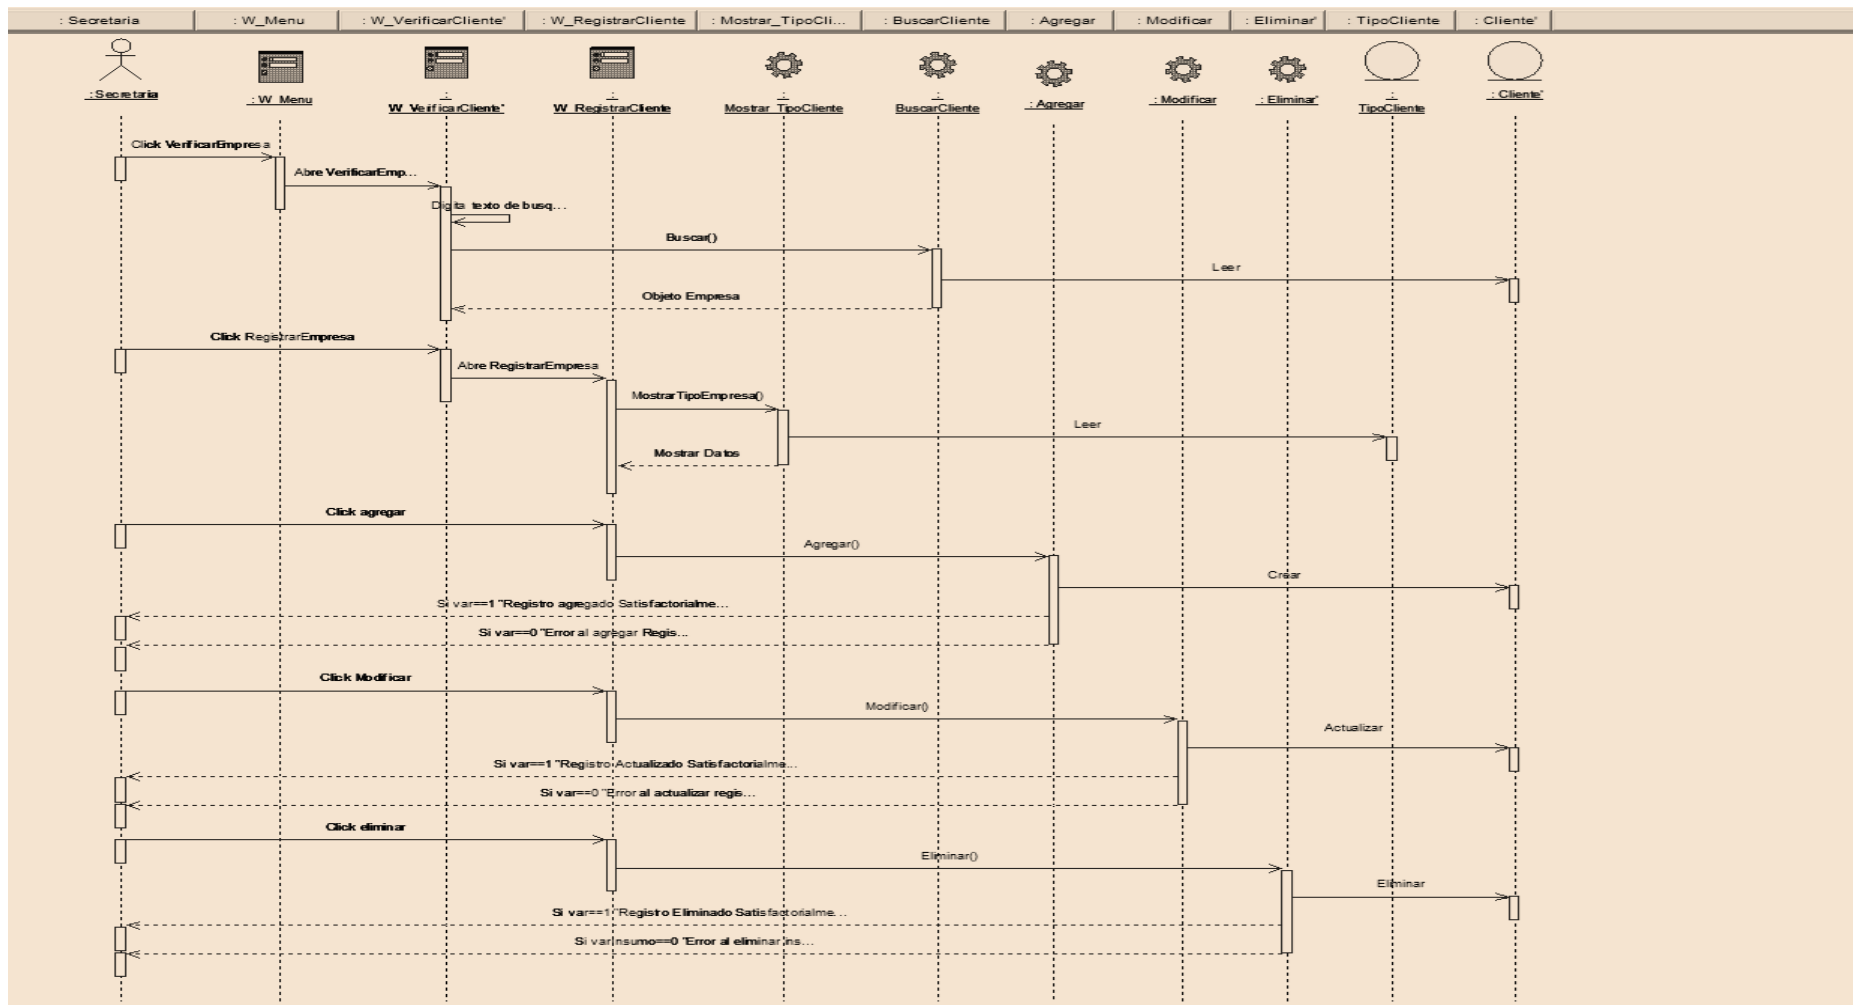 : Secretaria
: W_Menu
: W_VerificarCliente'
: W_RegistrarCliente
: Mostrar_TipoCli...
: BuscarCliente
: Agregar
: Modificar
: Eliminar'
: TipoCliente
: Cliente'
:Secretaria
: W_Menu
:
W_VerificarCliente'
:
W_RegistrarCliente
:
Mostrar_TipoCliente
:
BuscarCliente
: Agregar
: Modificar
: Eliminar'
:
TipoCliente
: Cliente'
Click VerificarEmpresa
Abre VerificarEmp...
Digita texto de busq...
Buscar()
Leer
Objeto Empresa
Click RegistrarEmpresa
Abre RegistrarEmpresa
MostrarTipoEmpresa()
Leer
Mostrar Datos
Click agregar
Agregar()
Crear
Si var==1 "Registro agregado Satisfactorialme...
Si var==0 "Error al agregar Regis...
Click Modificar
Modificar()
Actualizar
Si var==1 "Registro Actualizado Satisfactorialme...
Si var==0 "Error al actualizar regis...
Click eliminar
Eliminar()
Eliminar
Si var==1 "Registro Eliminado Satisfactorialme...
Si varInsumo==0 "Error al eliminar ins...